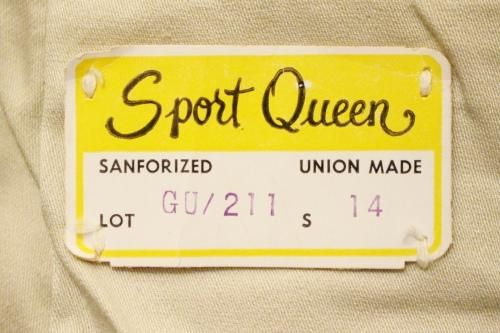 Sport Queen
SANFORIZED UNION MADE
LOT GU/211 S 14